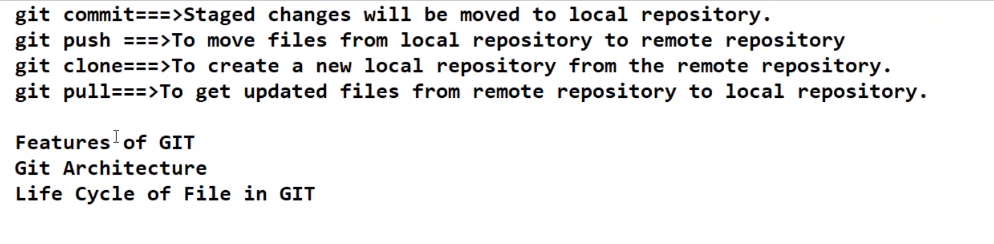 git commit===>Staged changes will be moved to local repository.
git push ===>To move files from local repository to remote repository
git clone===>To create a new local repository from the remote repository.
git pull===>To get updated files from remote repository to local repository.
Features of GIT
Git Architecture
Life Cycle of File in GIT